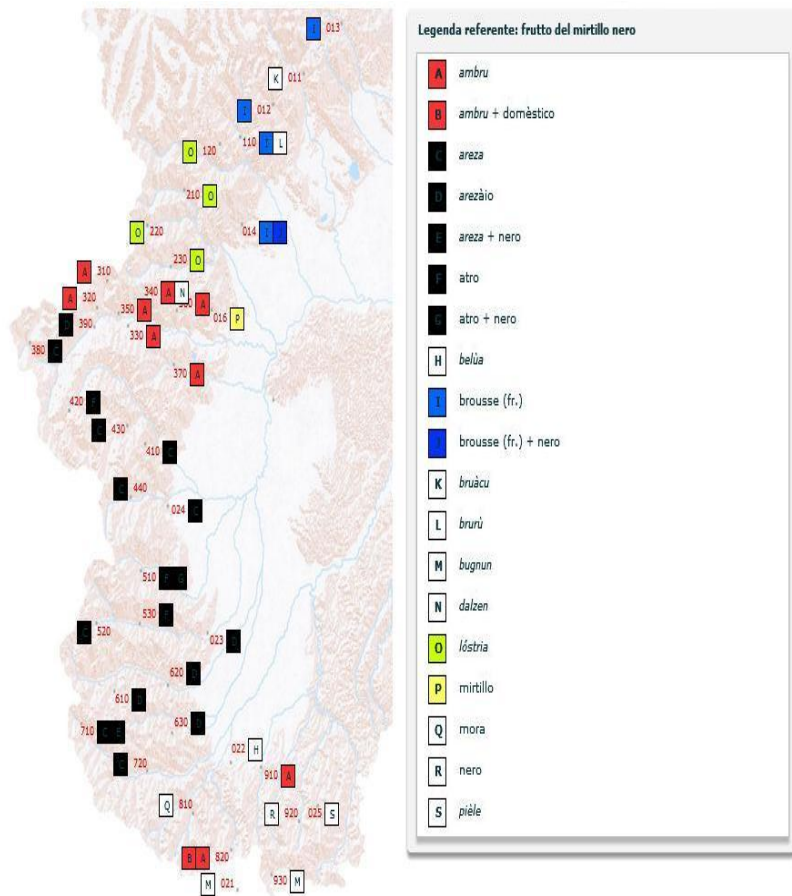 Legenda referente: frutto del mirtillo nero
A ambru
B ambru + domèstico
C areza
D arezàio
E areza + nero
F atro
G atro + nero
H belùa
I brousse (fr.)
J brousse (fr.) + nero
K bruàcu
L brurù
M bugnun
N dalzen
O lóstria
P mirtillo
Q mora
R nero
S pièle
I 013
K 011
I 012
110 I L
O 120
210 O
O 220
014 I J
230 O
A 310
340 A N
A 320
350 A
A
016 P
D 390
330 A
380 C
370 A
420 F
C 430
410 C
C 440
024 C
510 F G
530 F
C 520
023 D
620 D
610 D
630 D
710 C E
C 720
022 H
910 A
Q 810
R 920
025 S
B A 820
M 021
930 M